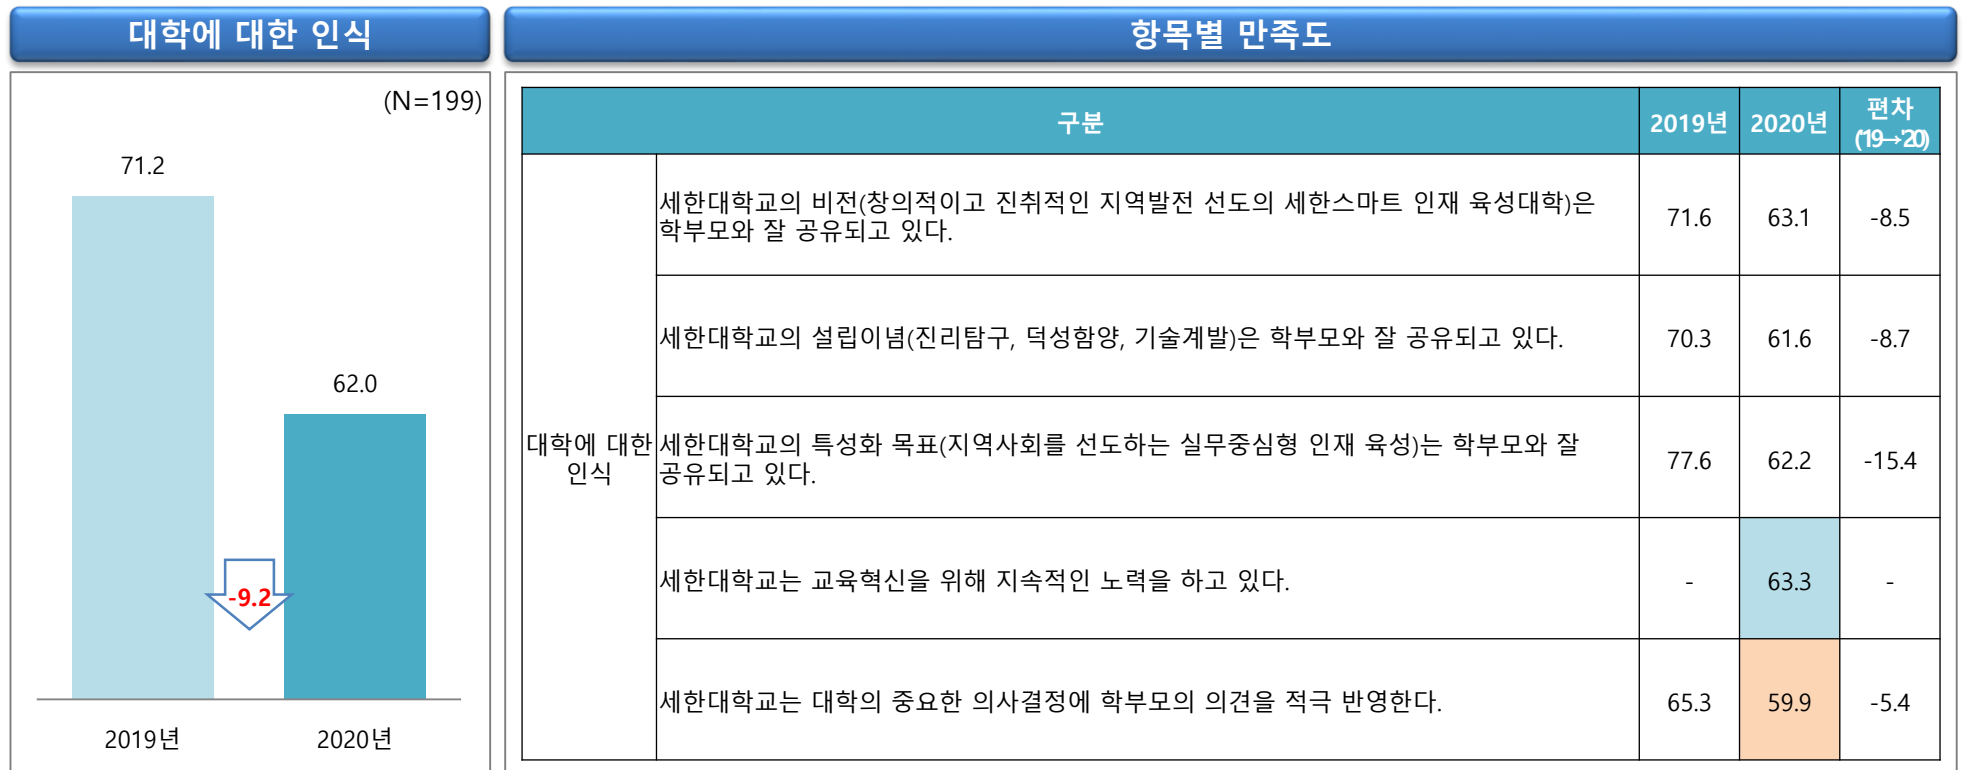 대학에 대한 인식
항목별 만족도
(N=199)
71.2
62.0
-9.2
2019년
2020년
구분
2019년
2020년
편차
('19→'20)
대학에 대한
인식
세한대학교의 비전(창의적이고 진취적인 지역발전 선도의 세한스마트 인재 육성대학)은
학부모와 잘 공유되고 있다.
71.6
63.1
-8.5
세한대학교의 설립이념(진리탐구, 덕성함양, 기술계발)은 학부모와 잘 공유되고 있다.
70.3
61.6
-8.7
세한대학교의 특성화 목표(지역사회를 선도하는 실무중심형 인재 육성)는 학부모와 잘
공유되고 있다.
77.6
62.2
-15.4
세한대학교는 교육혁신을 위해 지속적인 노력을 하고 있다.
-
63.3
-
세한대학교는 대학의 중요한 의사결정에 학부모의 의견을 적극 반영한다.
65.3
59.9
-5.4